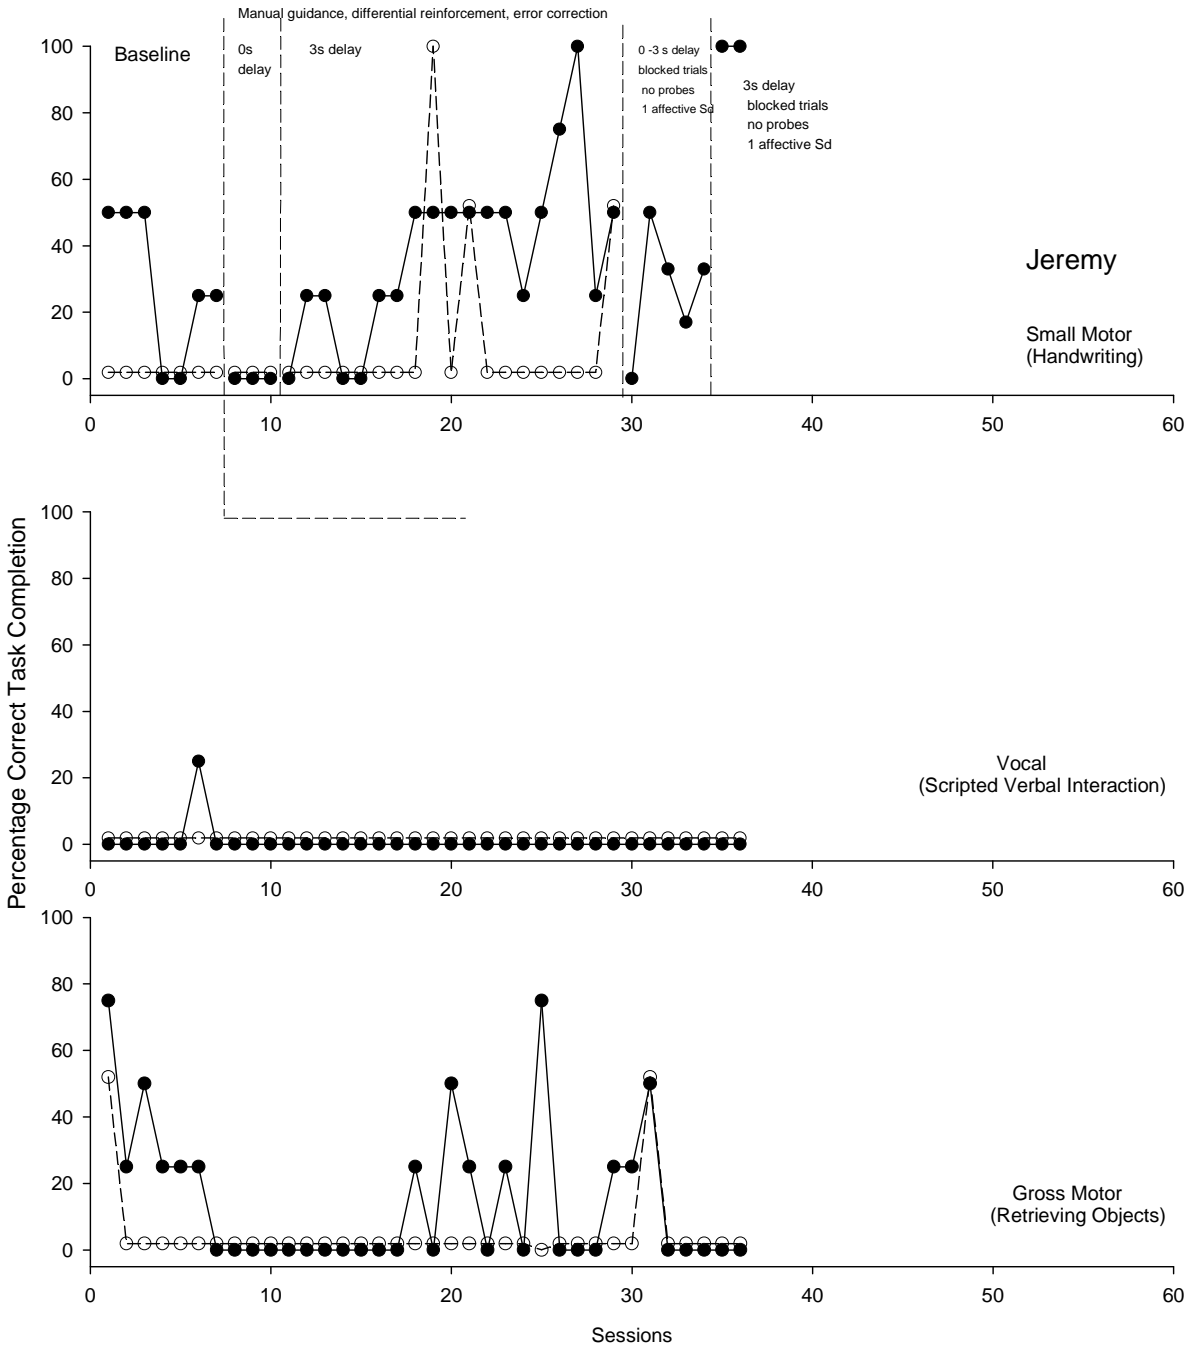 Manual guidance, differential reinforcement, error correction
Baseline
0s
delay
3s delay
0 -3 s delay
blocked trials
no probes
1 affective Sd
3s delay
blocked trials
no probes
1 affective Sd
100
80
60
40
20
0
Jeremy
Small Motor
(Handwriting)
0 10 20 30 40 50 60
Percentage Correct Task Completion
100
80
60
40
20
0
Vocal
(Scripted Verbal Interaction)
0 10 20 30 40 50 60
100
80
60
40
20
0
Gross Motor
(Retrieving Objects)
0 10 20 30 40 50 60
Sessions